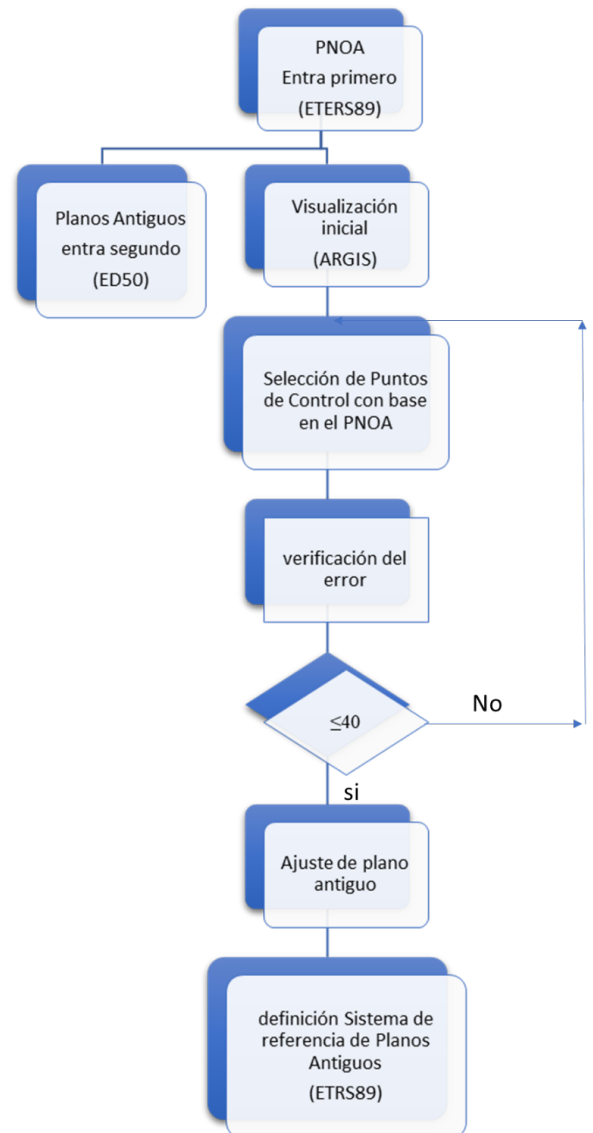 PNOA
Entra primero
(ETERS89)
Planos Antiguos
entra segundo
(ED50)
Visualización
inicial
(ARGIS)
Selección de Puntos
de Control con base
en el PNOA
verificación del
error
≤40
No
si
Ajuste de plano
antiguo
definición Sistema de
referencia de Planos
Antiguos
(ETRS89)